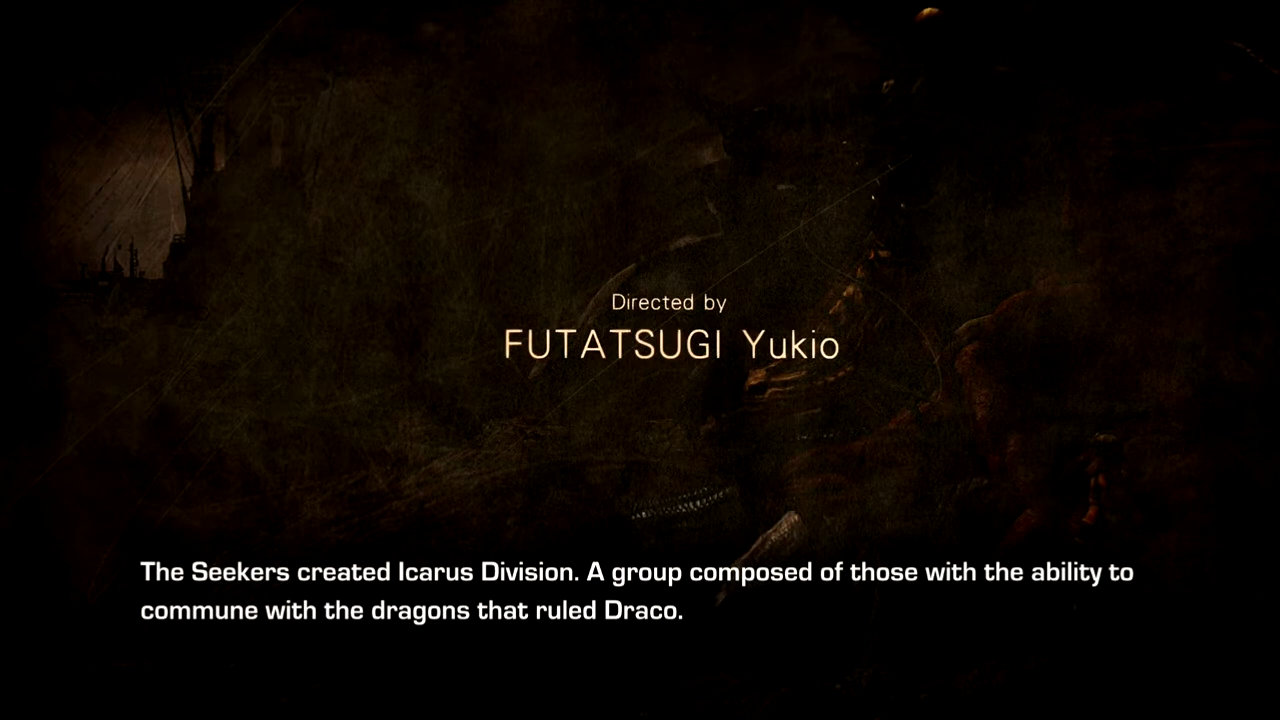 Directed by
FUTATSUGI Yukio
The Seekers created Icarus Division. A group composed of those with the ability to
commune with the dragons that ruled Draco.